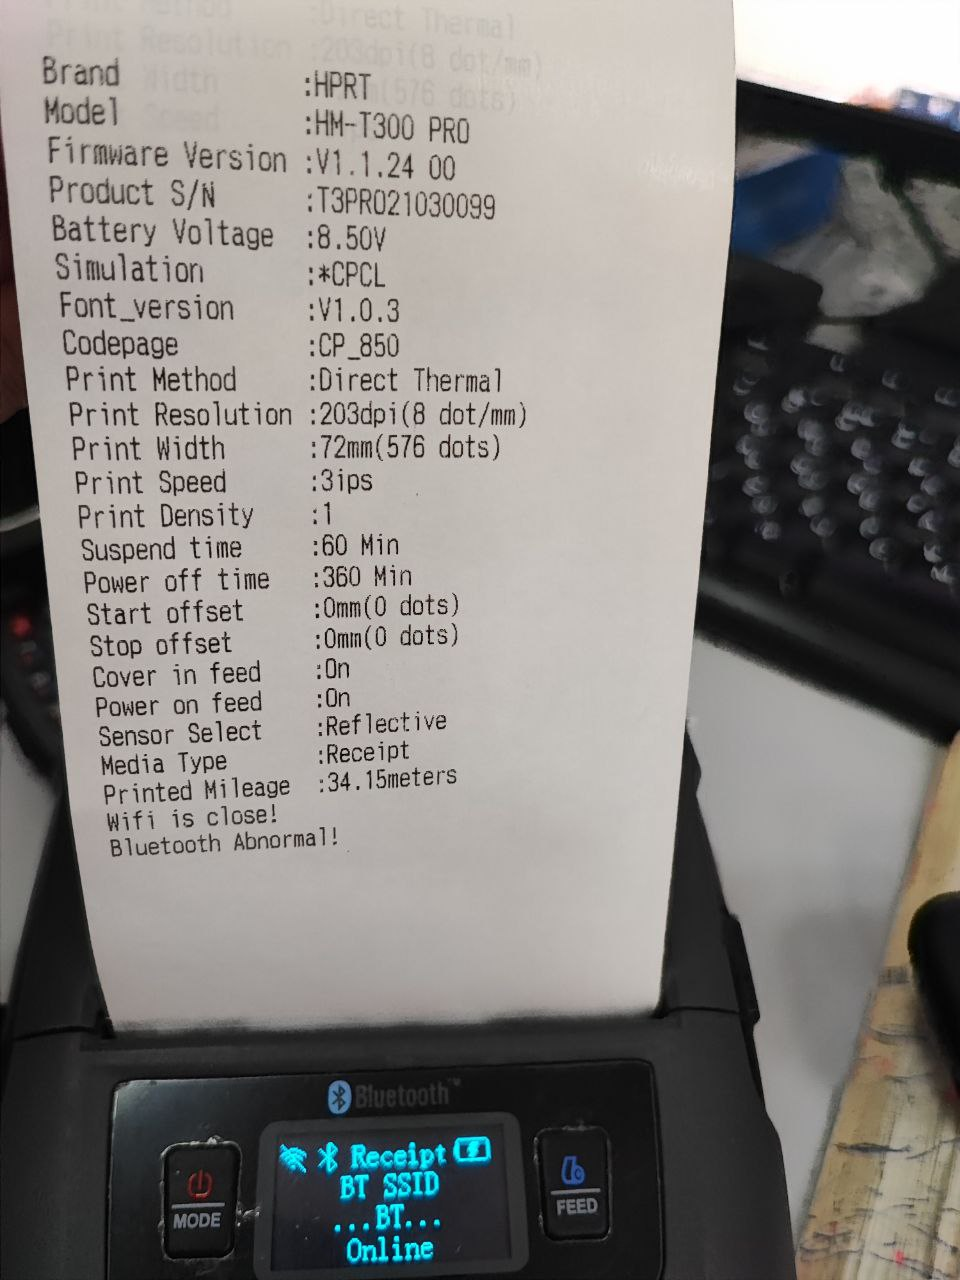 Brand :HPRT
Model :HM-T300 PRO
Firmware Version :V1.1.24 00
Product S/N :T3PRO21030099
Battery Voltage :8.50V
Simulation :*CPCL
Font_version :V1.0.3
Codepage :CP_850
Print Method :Direct Thermal
Print Resolution :203dpi(8 dot/mm)
Print Width :72mm(576 dots)
Print Speed :3ips
Print Density :1
Suspend time :60 Min
Power off time :360 Min
Start offset :0mm(0 dots)
Stop offset :0mm(0 dots)
Cover in feed :On
Power on feed :On
Sensor Select :Reflective
Media Type :Receipt
Printed Mileage :34.15meters
Wifi is close!
Bluetooth Abnormal!
Bluetooth™
Receipt
BT SSID
...BT...
Online
MODE
FEED